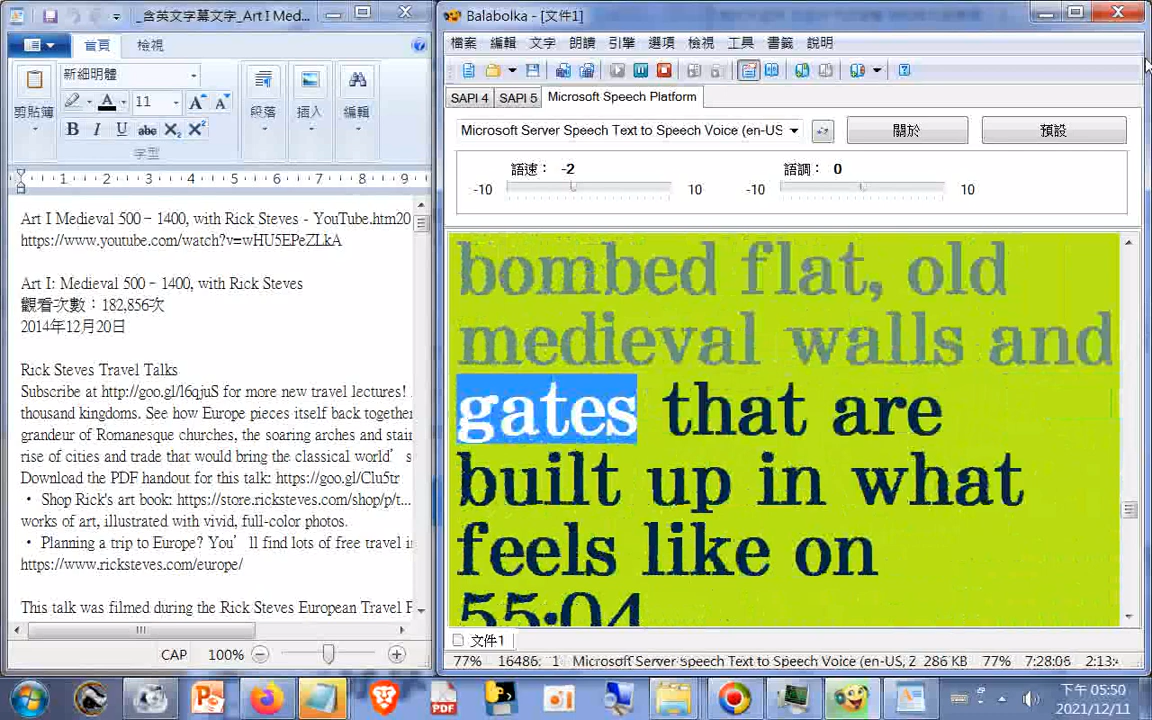 _含英文字幕文字_Art I Med...
首頁
檢視
剪貼簿
新細明體
11
B I U abc X₂ X²
字型
段落
插入
編輯
1 2 3 4 5 6 7 8 9
Art I Medieval 500－1400, with Rick Steves - YouTube.htm20
https://www.youtube.com/watch?v=wHU5EPeZLkA
Art I: Medieval 500－1400, with Rick Steves
觀看次數：182,856次
2014年12月20日
Rick Steves Travel Talks
Subscribe at http://goo.gl/l6qjuS for more new travel lectures!
thousand kingdoms. See how Europe pieces itself back together
grandeur of Romanesque churches, the soaring arches and stain
rise of cities and trade that would bring the classical world’s
Download the PDF handout for this talk: https://goo.gl/Clu5tr
• Shop Rick's art book: https://store.ricksteves.com/shop/p/t...
works of art, illustrated with vivid, full-color photos.
• Planning a trip to Europe? You’ll find lots of free travel in
https://www.ricksteves.com/europe/
This talk was filmed during the Rick Steves European Travel F
CAP 100%
Balabolka - [文件1]
檔案 編輯 文字 朗讀 引擎 選項 檢視 工具 書籤 說明
SAPI 4 SAPI 5 Microsoft Speech Platform
Microsoft Server Speech Text to Speech Voice (en-US
關於
預設
語速： -2
語調： 0
-10 10 -10 10
bombed flat, old
medieval walls and
gates that are
built up in what
feels like on
55:04
文件1
77% 16486: 1 Microsoft Server Speech Text to Speech Voice (en-US, Z 286 KB 77% 7:28:06 2:13:
PDF
下午 05:50
2021/12/11